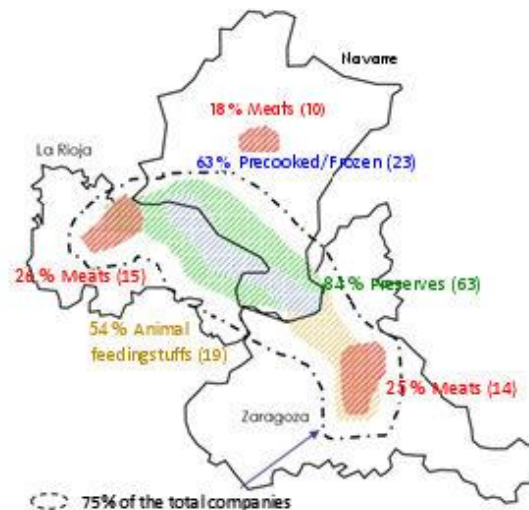 Navarre
18% Meats (10)
La Rioja
63% Precooked/Frozen (23)
26% Meats (15)
84% Preserves (63)
54% Animal
feedingstuffs (19)
25% Meats (14)
Zaragoza
75% of the total companies